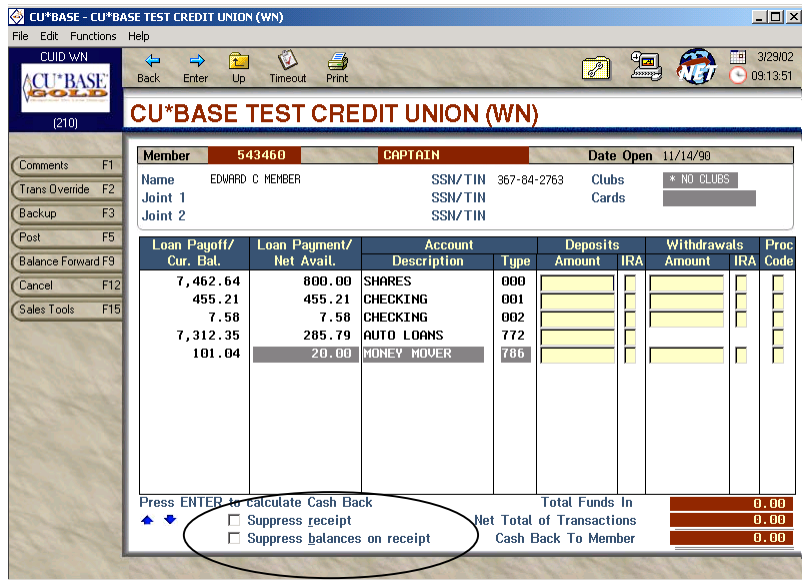 CU*BASE - CU*BASE TEST CREDIT UNION (WN)
File Edit Functions Help
CUID WN
CU*BASE
GOLD
(210)
Back Enter Up Timeout Print
NET
3/29/02
09:13:51
CU*BASE TEST CREDIT UNION (WN)
Comments F1
Trans Override F2
Backup F3
Post F5
Balance Forward F9
Cancel F12
Sales Tools F15
Member 543460 CAPTAIN Date Open 11/14/90
Name EDWARD C MEMBER SSN/TIN 367-84-2763 Clubs * NO CLUBS
Joint 1 SSN/TIN Cards
Joint 2 SSN/TIN
Loan Payoff/ Loan Payment/ Account Deposits Withdrawals Proc
Cur. Bal. Net Avail. Description Type Amount IRA Amount IRA Code
7,462.64 800.00 SHARES 000
455.21 455.21 CHECKING 001
7.58 7.58 CHECKING 002
7,312.35 285.79 AUTO LOANS 772
101.04 20.00 MONEY MOVER 786
Press ENTER to calculate Cash Back Total Funds In 0.00
Suppress receipt Net Total of Transactions 0.00
Suppress balances on receipt Cash Back To Member 0.00